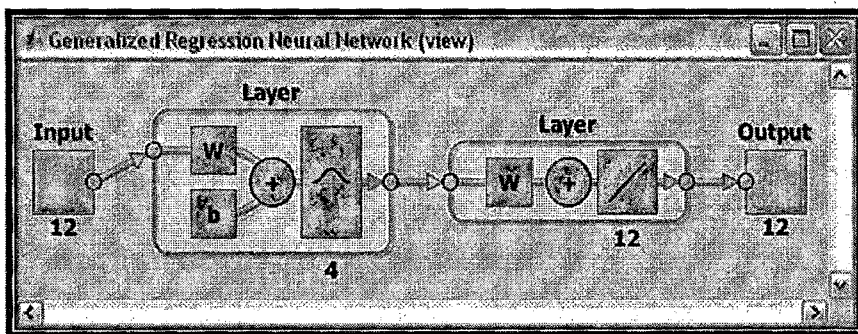 Generalized Regression Neural Network (view)
Layer
Layer
Input
Output
W
W
+
+
b
12
12
12
4